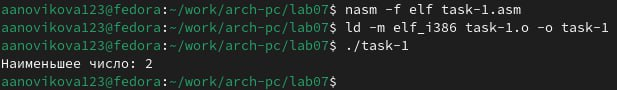 aanovikova123@fedora:~/work/arch-pc/lab07$ nasm -f elf task-1.asm
aanovikova123@fedora:~/work/arch-pc/lab07$ ld -m elf_i386 task-1.o -o task-1
aanovikova123@fedora:~/work/arch-pc/lab07$ ./task-1
Наименьшее число: 2
aanovikova123@fedora:~/work/arch-pc/lab07$